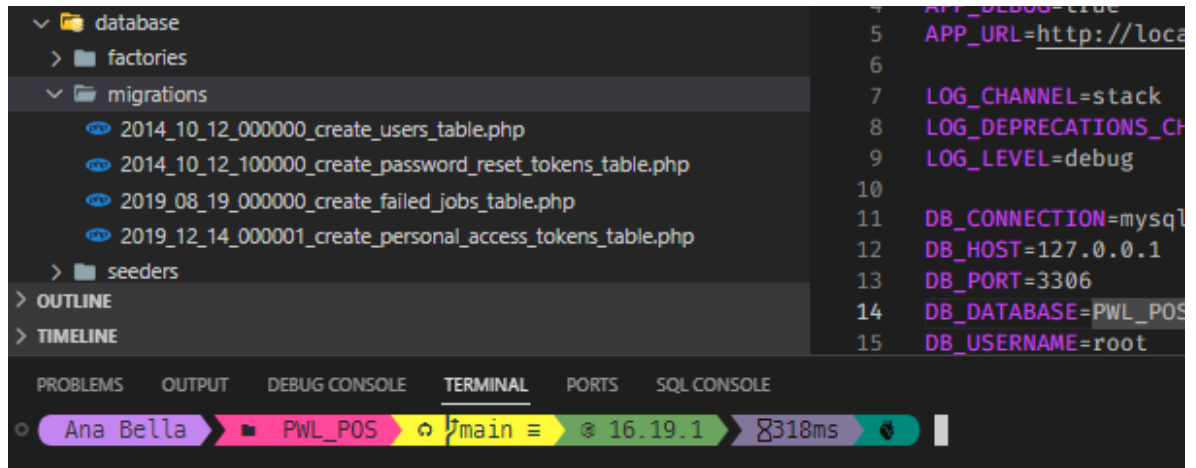 database
factories
migrations
2014_10_12_000000_create_users_table.php
2014_10_12_100000_create_password_reset_tokens_table.php
2019_08_19_000000_create_failed_jobs_table.php
2019_12_14_000001_create_personal_access_tokens_table.php
seeders
OUTLINE
TIMELINE
4 APP_DEBUG=true
5 APP_URL=http://loca
6
7 LOG_CHANNEL=stack
8 LOG_DEPRECATIONS_CH
9 LOG_LEVEL=debug
10
11 DB_CONNECTION=mysql
12 DB_HOST=127.0.0.1
13 DB_PORT=3306
14 DB_DATABASE=PWL_POS
15 DB_USERNAME=root
PROBLEMS OUTPUT DEBUG CONSOLE TERMINAL PORTS SQL CONSOLE
Ana Bella PWL_POS main ≡ 16.19.1 318ms